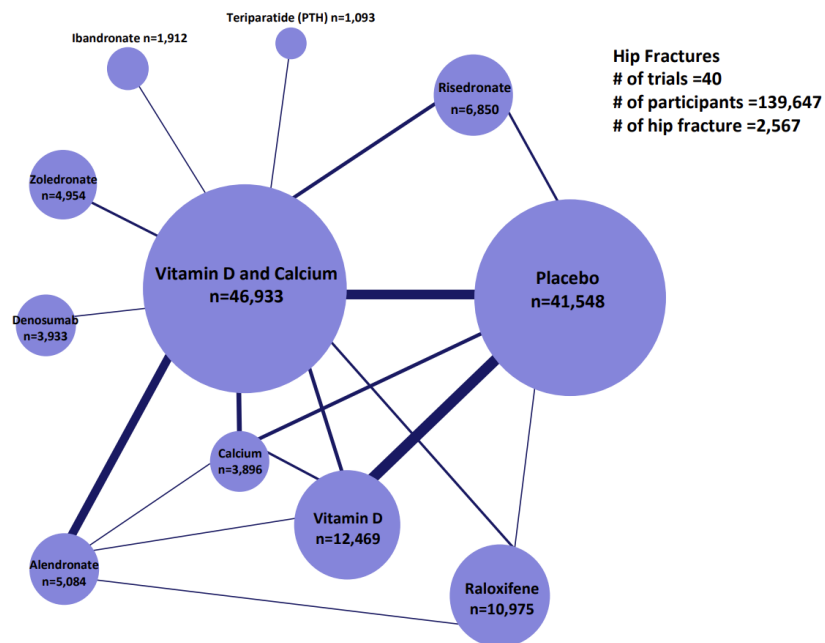 Teriparatide (PTH) n=1,093
Ibandronate n=1,912
Hip Fractures
# of trials =40
# of participants =139,647
# of hip fracture =2,567
Risedronate
n=6,850
Zoledronate
n=4,954
Vitamin D and Calcium
n=46,933
Placebo
n=41,548
Denosumab
n=3,933
Calcium
n=3,896
Vitamin D
n=12,469
Alendronate
n=5,084
Raloxifene
n=10,975